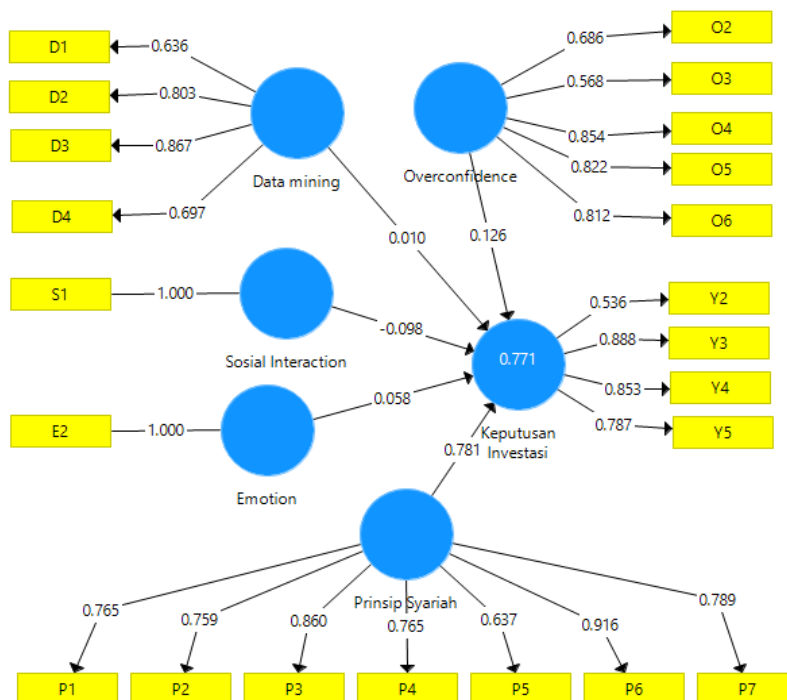 D1
0.636
D2
0.803
D3
0.867
D4
0.697
Data mining
O2
0.686
O3
0.568
O4
0.854
O5
0.822
O6
0.812
Overconfidence
0.010
0.126
S1
1.000
Sosial Interaction
-0.098
E2
1.000
Emotion
0.058
0.771
Keputusan
Investasi
Y2
0.536
Y3
0.888
Y4
0.853
Y5
0.787
0.781
Prinsip Syariah
0.765
0.759
0.860
0.765
0.637
0.916
0.789
P1
P2
P3
P4
P5
P6
P7